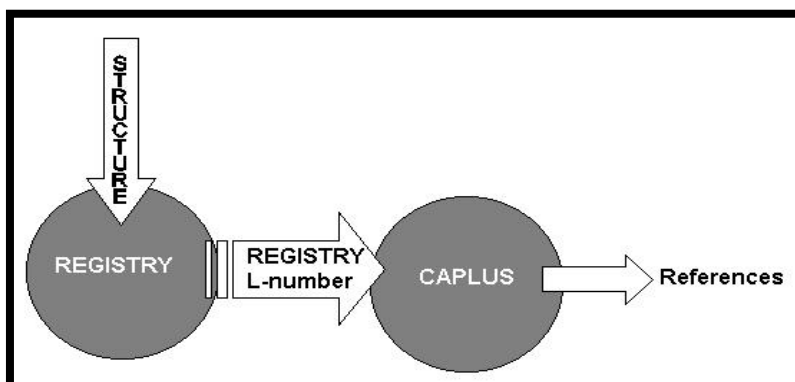 STRUCTURE
REGISTRY
REGISTRY
L-number
CAPLUS
References